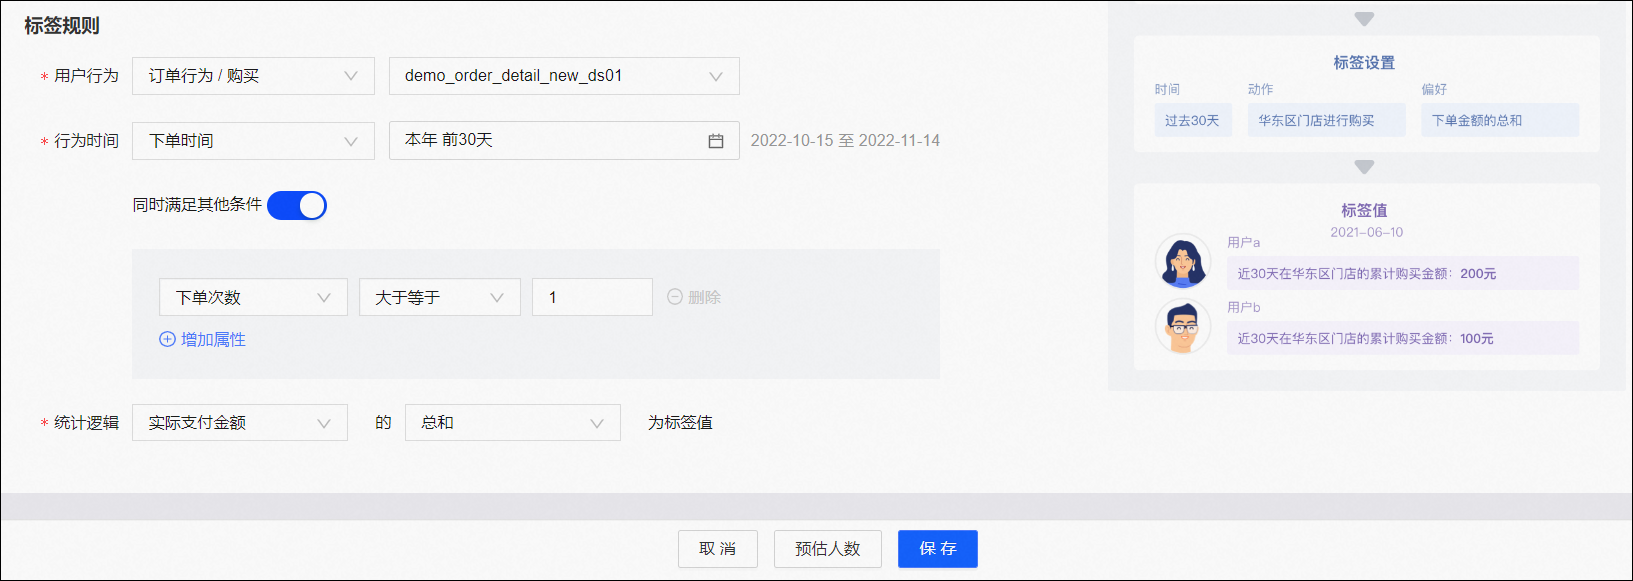 标签规则
* 用户行为 订单行为 / 购买 demo_order_detail_new_ds01
* 行为时间 下单时间 本年 前30天 2022-10-15 至 2022-11-14
同时满足其他条件
下单次数 大于等于 1 删除
增加属性
* 统计逻辑 实际支付金额 的 总和 为标签值
标签设置
时间 动作 偏好
过去30天 华东区门店进行购买 下单金额的总和
标签值
2021-06-10
用户a
近30天在华东区门店的累计购买金额：200元
用户b
近30天在华东区门店的累计购买金额：100元
取 消 预估人数 保 存